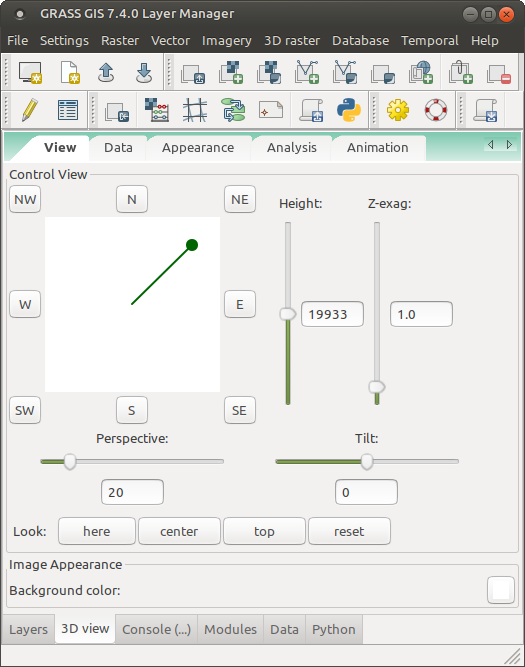 GRASS GIS 7.4.0 Layer Manager
File Settings Raster Vector Imagery 3D raster Database Temporal Help
View Data Appearance Analysis Animation
Control View
NW N NE
Height: Z-exag:
W E 19933 1.0
SW S SE
Perspective: Tilt:
20 0
Look: here center top reset
Image Appearance
Background color:
Layers 3D view Console (...) Modules Data Python